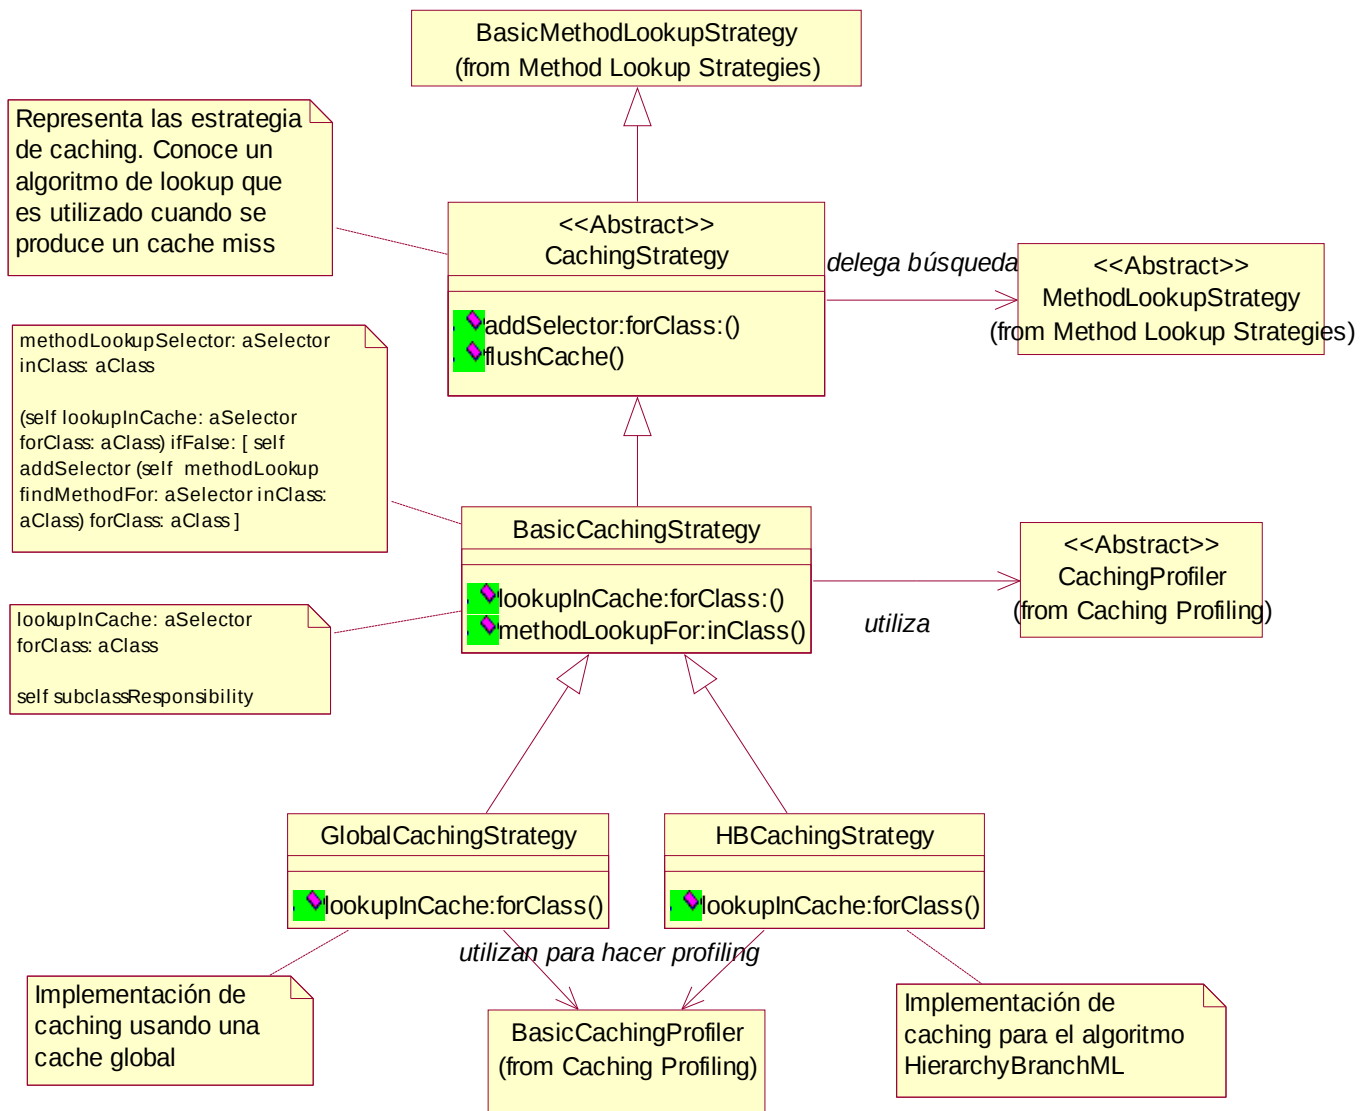 BasicMethodLookupStrategy
(from Method Lookup Strategies)
Representa las estrategia
de caching. Conoce un
algoritmo de lookup que
es utilizado cuando se
produce un cache miss
<<Abstract>>
CachingStrategy
addSelector:forClass:()
flushCache()
delega búsqueda
<<Abstract>>
MethodLookupStrategy
(from Method Lookup Strategies)
methodLookupSelector: aSelector
inClass: aClass
(self lookupInCache: aSelector
forClass: aClass) ifFalse: [ self
addSelector (self methodLookup
findMethodFor: aSelector inClass:
aClass) forClass: aClass ]
BasicCachingStrategy
lookupInCache:forClass:()
methodLookupFor:inClass()
utiliza
<<Abstract>>
CachingProfiler
(from Caching Profiling)
lookupInCache: aSelector
forClass: aClass
self subclassResponsibility
GlobalCachingStrategy
lookupInCache:forClass()
HBCachingStrategy
lookupInCache:forClass()
utilizan para hacer profiling
Implementación de
caching usando una
cache global
BasicCachingProfiler
(from Caching Profiling)
Implementación de
caching para el algoritmo
HierarchyBranchML